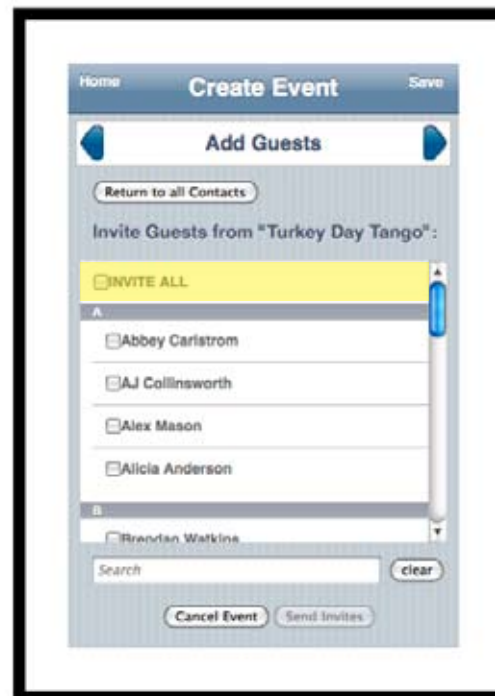 Home Create Event Save
Add Guests
Return to all Contacts
Invite Guests from "Turkey Day Tango":
INVITE ALL
A
Abbey Carlstrom
AJ Collinsworth
Alex Mason
Alicia Anderson
B
Brendan Watkins
Search clear
Cancel Event Send Invites